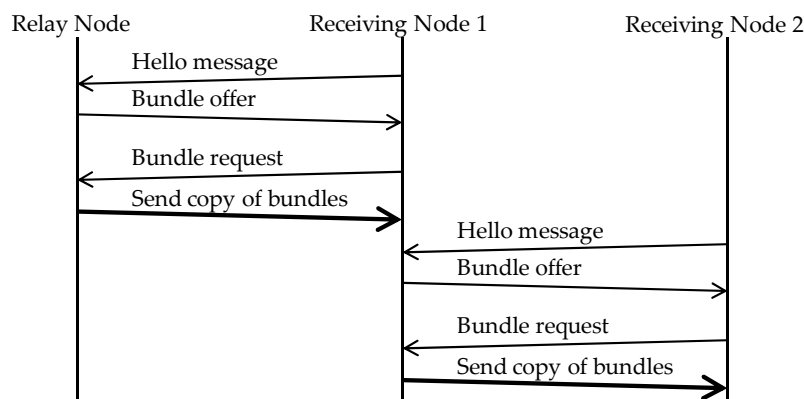 Relay Node
Receiving Node 1
Receiving Node 2
Hello message
Bundle offer
Bundle request
Send copy of bundles
Hello message
Bundle offer
Bundle request
Send copy of bundles